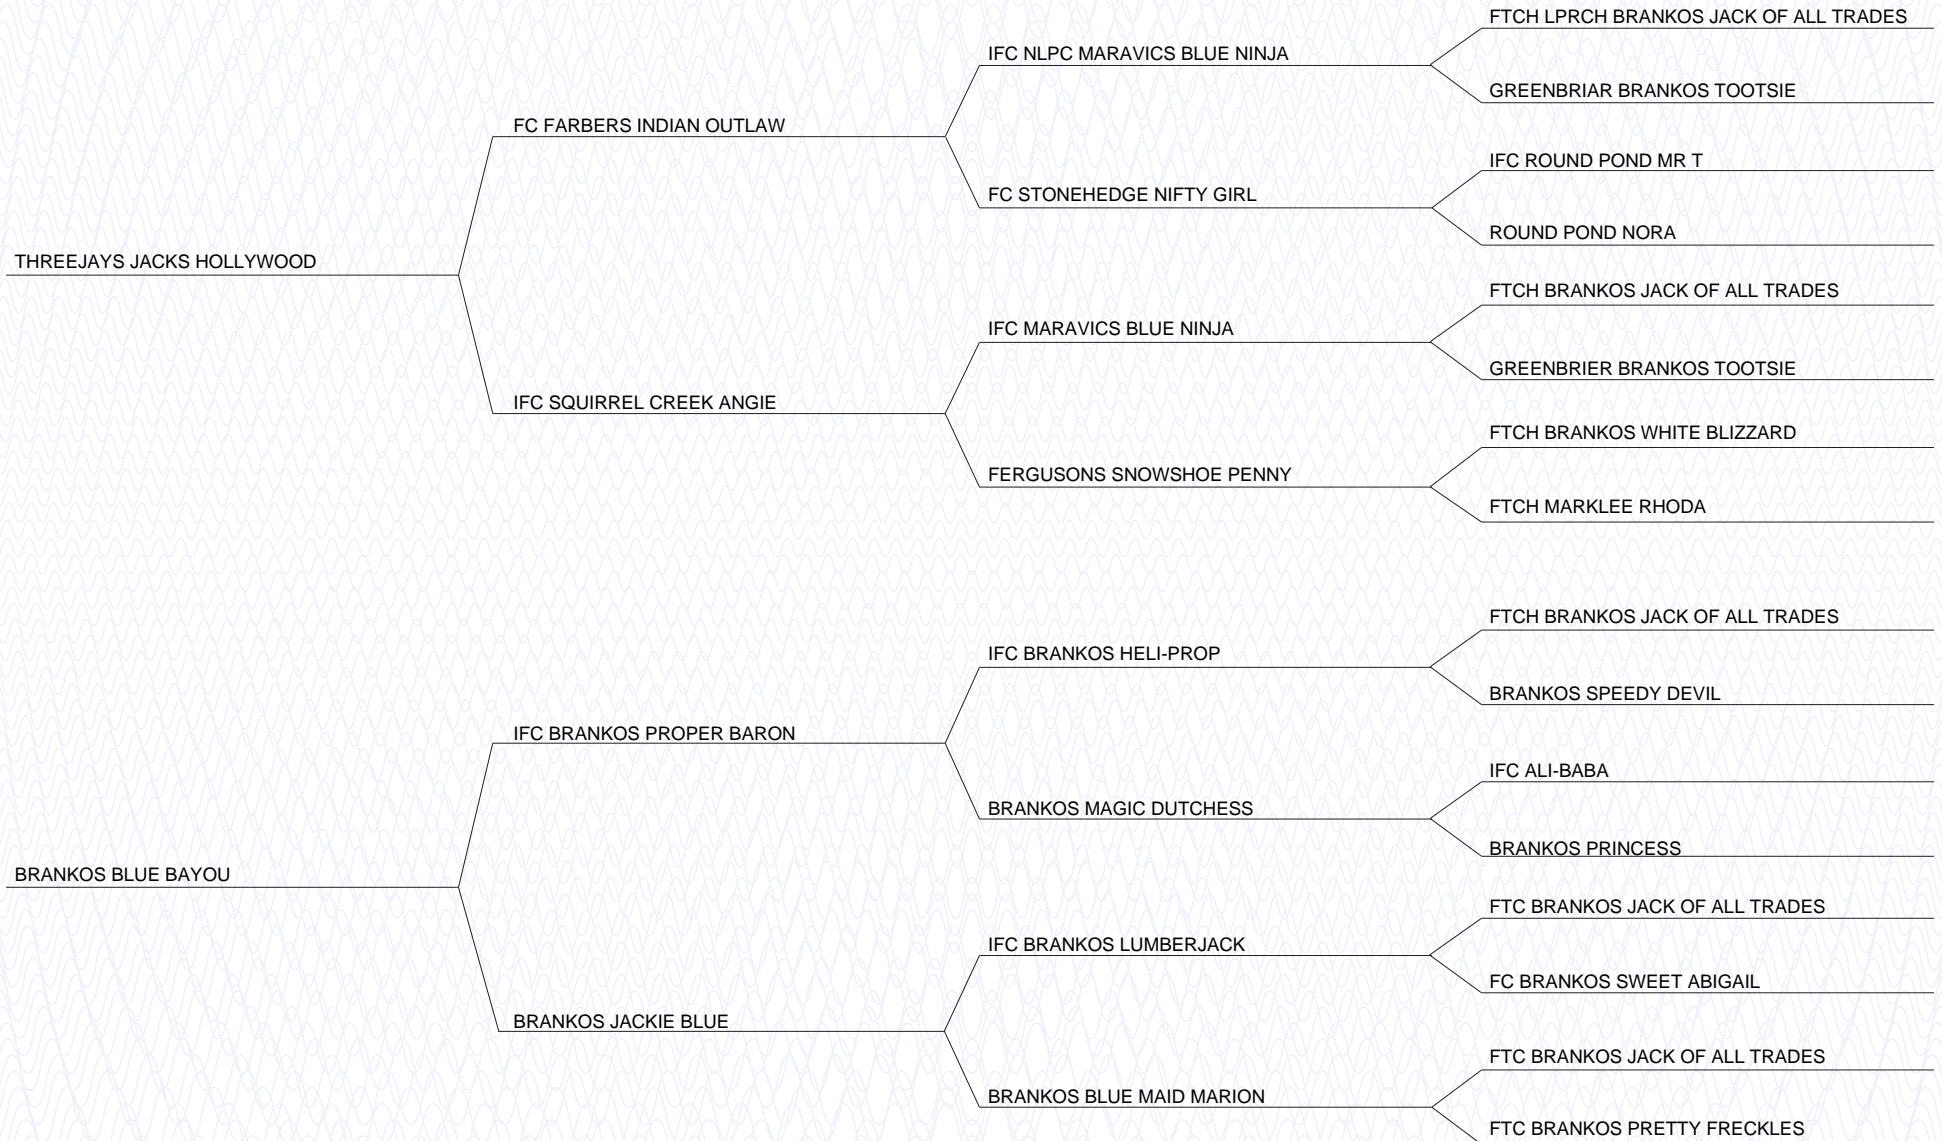 FTCH LPRCH BRANKOS JACK OF ALL TRADES
IFC NLPC MARAVICS BLUE NINJA
GREENBRIAR BRANKOS TOOTSIE
FC FARBERS INDIAN OUTLAW
IFC ROUND POND MR T
FC STONEHEDGE NIFTY GIRL
ROUND POND NORA
THREEJAYS JACKS HOLLYWOOD
FTCH BRANKOS JACK OF ALL TRADES
IFC MARAVICS BLUE NINJA
GREENBRIER BRANKOS TOOTSIE
IFC SQUIRREL CREEK ANGIE
FTCH BRANKOS WHITE BLIZZARD
FERGUSONS SNOWSHOE PENNY
FTCH MARKLEE RHODA
FTCH BRANKOS JACK OF ALL TRADES
IFC BRANKOS HELI-PROP
BRANKOS SPEEDY DEVIL
IFC BRANKOS PROPER BARON
IFC ALI-BABA
BRANKOS MAGIC DUTCHESS
BRANKOS PRINCESS
BRANKOS BLUE BAYOU
FTC BRANKOS JACK OF ALL TRADES
IFC BRANKOS LUMBERJACK
FC BRANKOS SWEET ABIGAIL
BRANKOS JACKIE BLUE
FTC BRANKOS JACK OF ALL TRADES
BRANKOS BLUE MAID MARION
FTC BRANKOS PRETTY FRECKLES